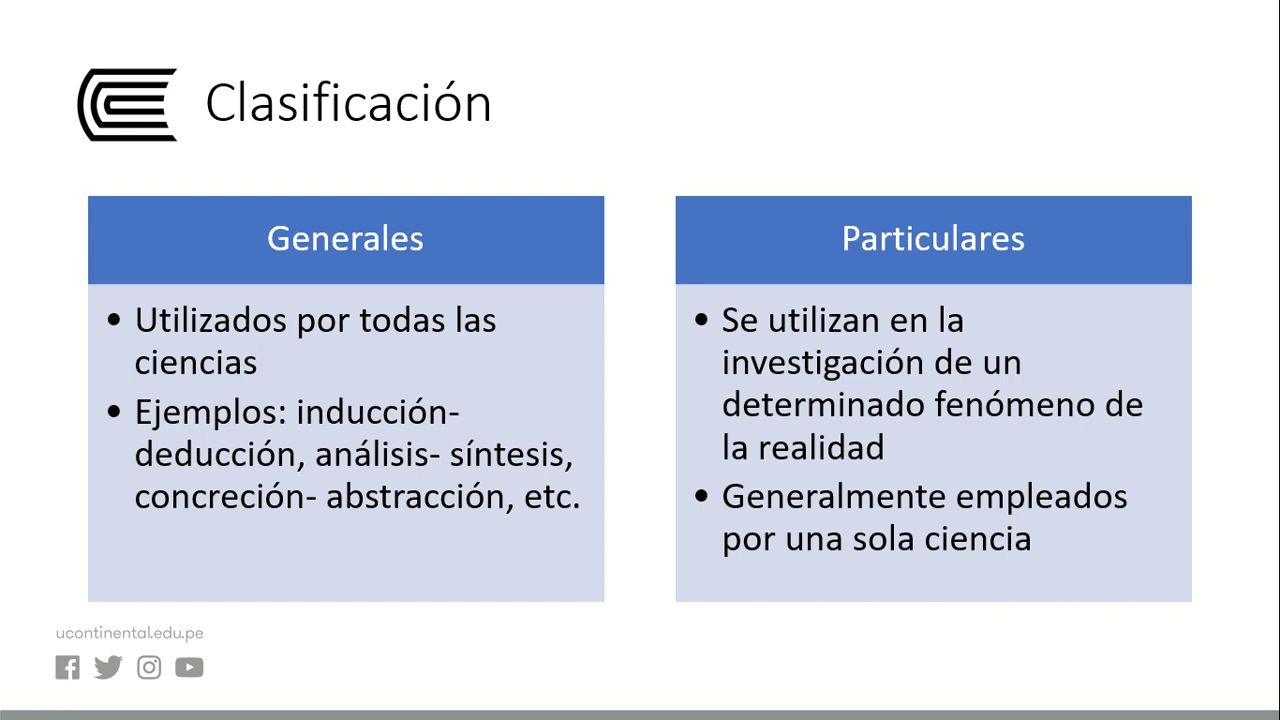 Clasificación
Generales
• Utilizados por todas las
ciencias
• Ejemplos: inducción-
deducción, análisis- síntesis,
concreción- abstracción, etc.
Particulares
• Se utilizan en la
investigación de un
determinado fenómeno de
la realidad
• Generalmente empleados
por una sola ciencia
ucontinental.edu.pe